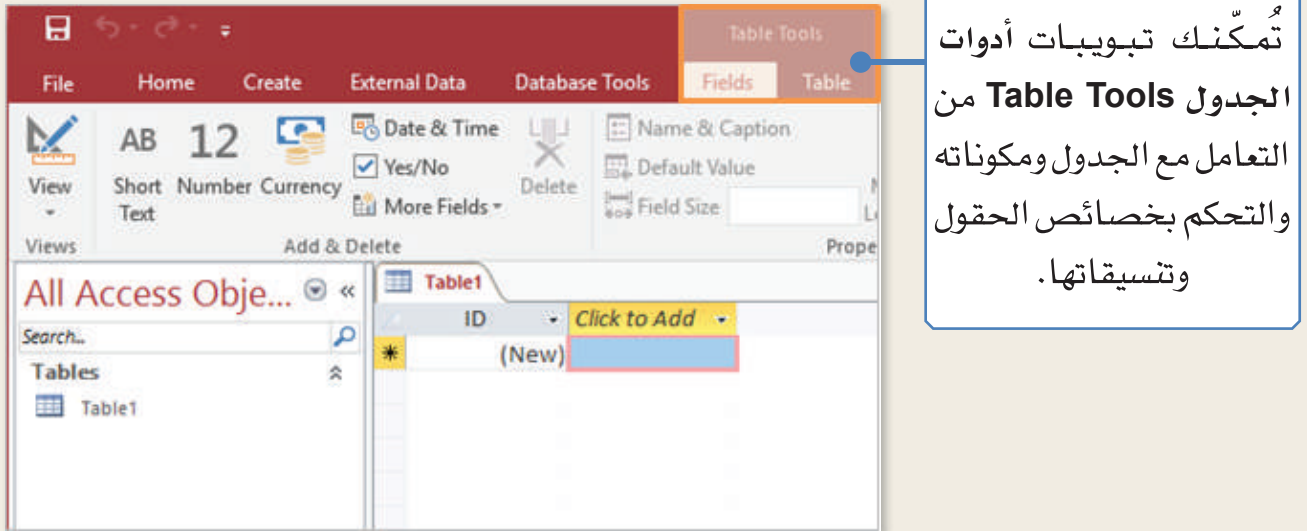 Table Tools
File Home Create External Data Database Tools Fields Table
View
Views
AB
Short Text
12
Number
Currency
Date & Time
Yes/No
More Fields
Delete
Name & Caption
Default Value
Field Size
Add & Delete
Prope
All Access Obje...
Search...
Tables
Table1
Table1
ID Click to Add
(New)
تُمكّنك تبويبات أدوات
الجدول Table Tools من
التعامل مع الجدول ومكوناته
والتحكم بخصائص الحقول
وتنسيقاتها.